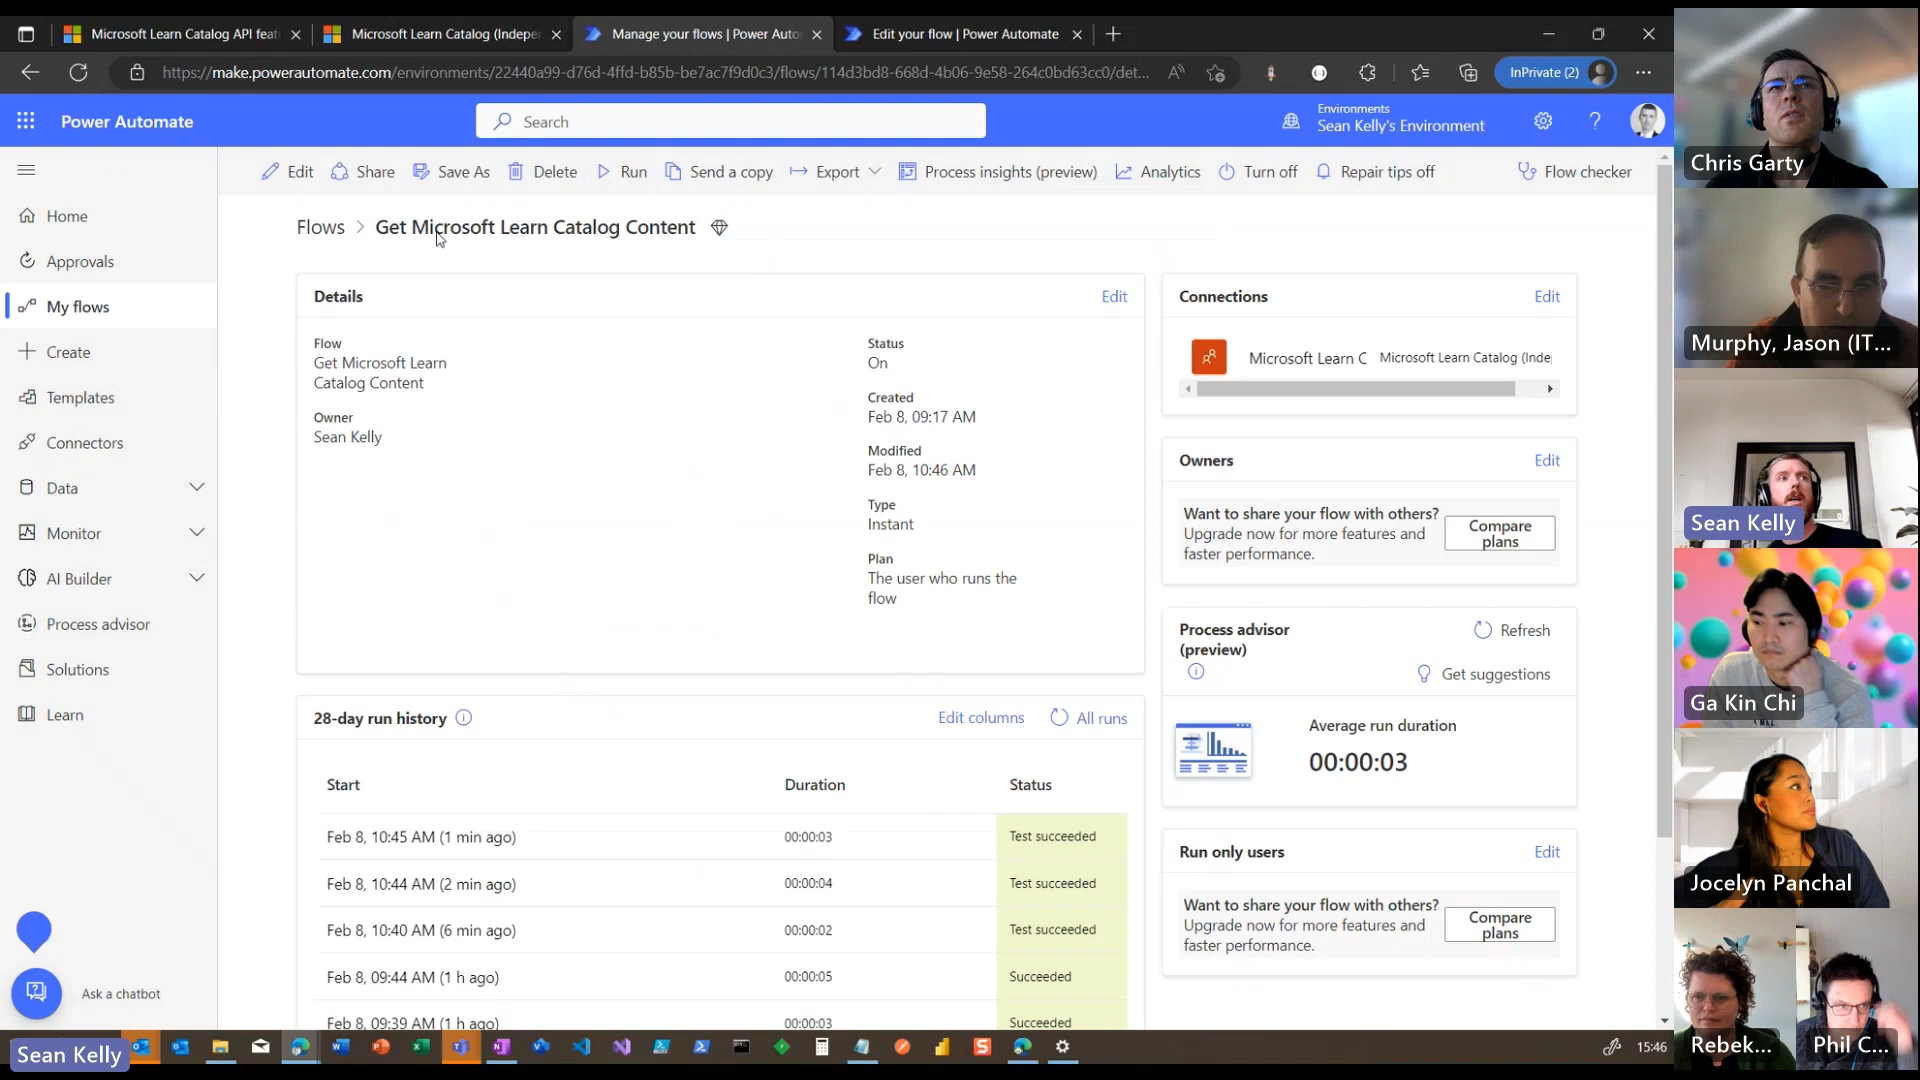 Microsoft Learn Catalog API feat
Microsoft Learn Catalog (Indepe
Manage your flows | Power Auto
Edit your flow | Power Automate
https://make.powerautomate.com/environments/22440a99-d76d-4ffd-b85b-be7ac7f9d0c3/flows/114d3bd8-668d-4b06-9e58-264c0bd63cc0/det...
InPrivate (2)
Power Automate
Search
Environments
Sean Kelly's Environment
Edit
Share
Save As
Delete
Run
Send a copy
Export
Process insights (preview)
Analytics
Turn off
Repair tips off
Flow checker
Home
Approvals
My flows
Create
Templates
Connectors
Data
Monitor
AI Builder
Process advisor
Solutions
Learn
Ask a chatbot
Flows > Get Microsoft Learn Catalog Content
Details
Edit
Flow
Get Microsoft Learn
Catalog Content
Owner
Sean Kelly
Status
On
Created
Feb 8, 09:17 AM
Modified
Feb 8, 10:46 AM
Type
Instant
Plan
The user who runs the
flow
28-day run history
Edit columns
All runs
Start Duration Status
Feb 8, 10:45 AM (1 min ago) 00:00:03 Test succeeded
Feb 8, 10:44 AM (2 min ago) 00:00:04 Test succeeded
Feb 8, 10:40 AM (6 min ago) 00:00:02 Test succeeded
Feb 8, 09:44 AM (1 h ago) 00:00:05 Succeeded
Feb 8, 09:39 AM (1 h ago) 00:00:03 Succeeded
Connections
Edit
Microsoft Learn C
Microsoft Learn Catalog (Inde
Owners
Edit
Want to share your flow with others?
Upgrade now for more features and
faster performance.
Compare
plans
Process advisor
(preview)
Refresh
Get suggestions
Average run duration
00:00:03
Run only users
Edit
Want to share your flow with others?
Upgrade now for more features and
faster performance.
Compare
plans
Chris Garty
Murphy, Jason (IT...
Sean Kelly
Ga Kin Chi
Jocelyn Panchal
Rebek...
Phil C...
Sean Kelly
15:46